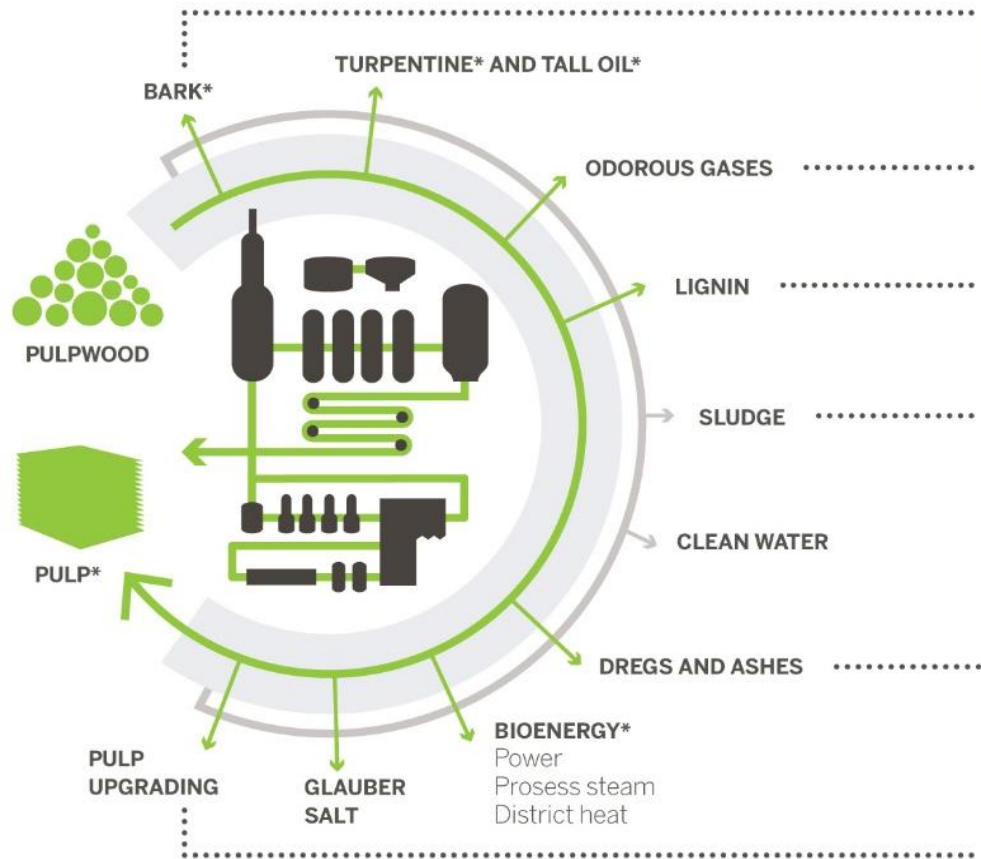 TURPENTINE* AND TALL OIL*
BARK*
ODOROUS GASES
LIGNIN
PULPWOOD
SLUDGE
CLEAN WATER
PULP*
DREGS AND ASHES
BIOENERGY*
Power
Prosess steam
District heat
GLAUBER
SALT
PULP
UPGRADING